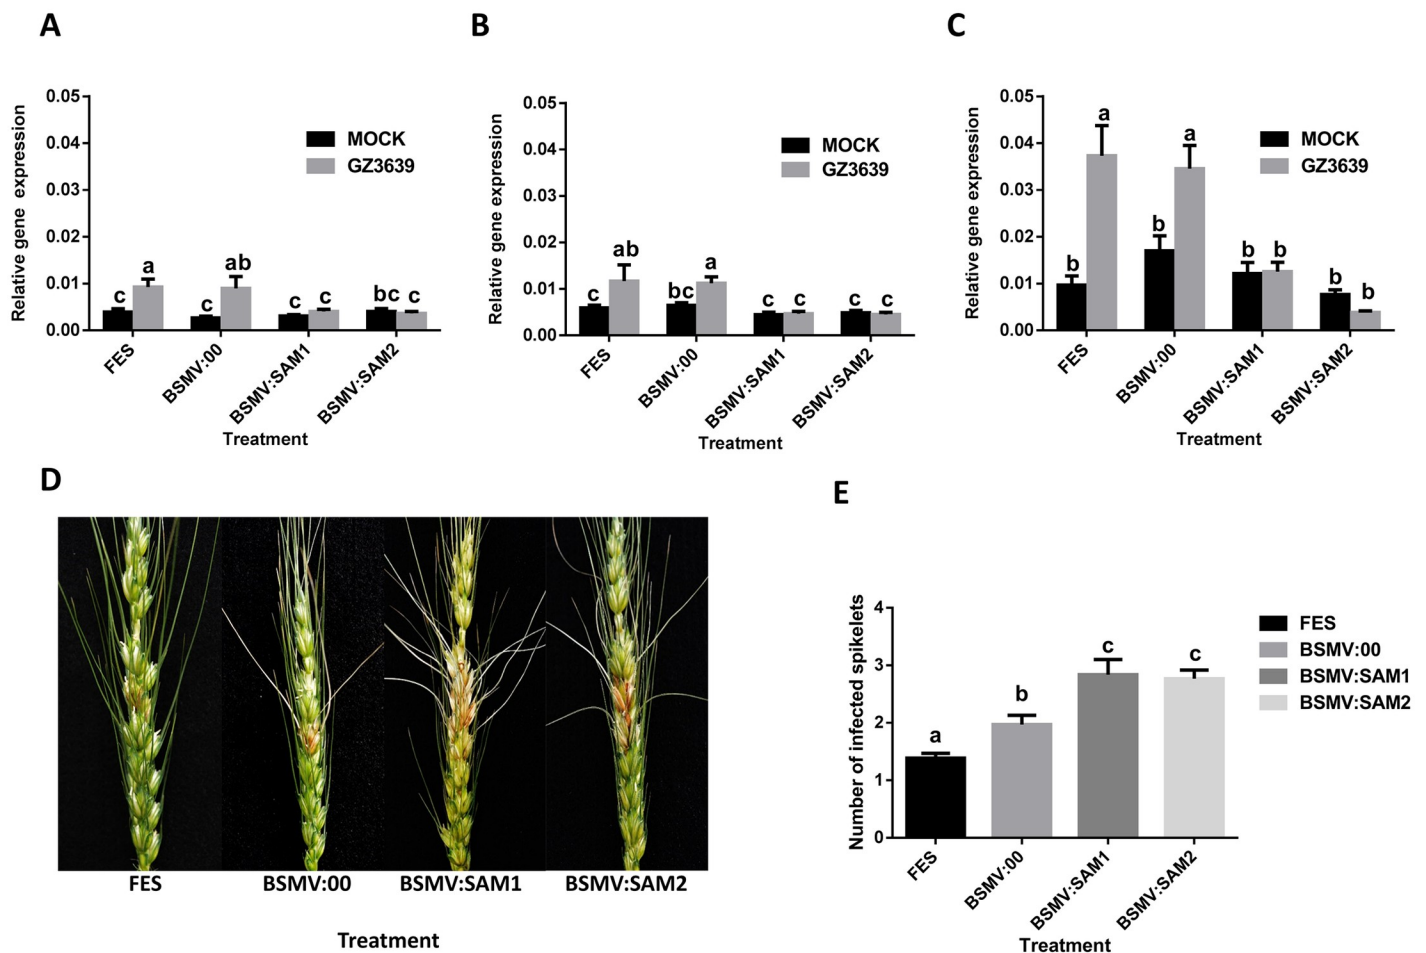 A
Relative gene expression
0.05
0.04
0.03
0.02
0.01
0.00
MOCK
GZ3639
c
a
c
ab
c
c
bc
c
FES
BSMV:00
BSMV:SAM1
BSMV:SAM2
Treatment
B
Relative gene expression
0.05
0.04
0.03
0.02
0.01
0.00
MOCK
GZ3639
c
ab
bc
a
c
c
c
c
FES
BSMV:00
BSMV:SAM1
BSMV:SAM2
Treatment
C
Relative gene expression
0.05
0.04
0.03
0.02
0.01
0.00
MOCK
GZ3639
b
a
b
a
b
b
b
b
FES
BSMV:00
BSMV:SAM1
BSMV:SAM2
Treatment
D
FES
BSMV:00
BSMV:SAM1
BSMV:SAM2
Treatment
E
Number of infected spikelets
4
3
2
1
0
a
b
c
c
FES
BSMV:00
BSMV:SAM1
BSMV:SAM2
FES
BSMV:00
BSMV:SAM1
BSMV:SAM2
Treatment